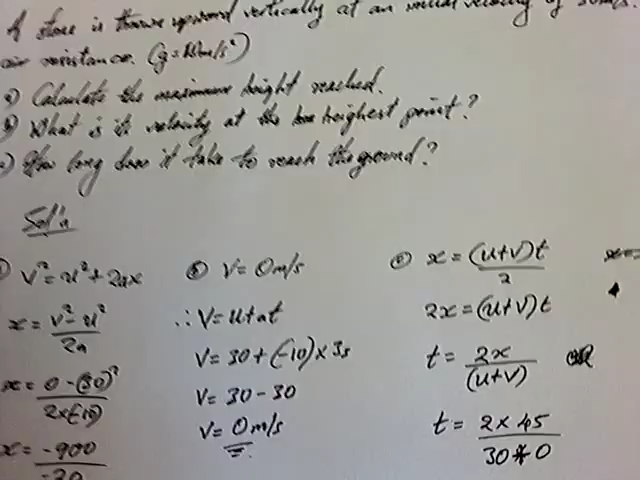 A stone is thrown upward vertically at an initial velocity of 30m/s.
air resistance. (g=10m/s²)
a) Calculate the maximum height reached.
b) What is its velocity at the highest point?
c) How long does it take to reach the ground?
Sol'n
v² = u² + 2ax
x = v² - u² / 2a
x = 0 - (30)² / 2x(-10)
x = -900 /
b) V = 0m/s
∴ V = u + at
V = 30 + (-10) x 3s
V = 30 - 30
V = 0m/s
c) x = (u+v)t / 2
2x = (u+v)t
t = 2x / (u+v) OR
t = 2 x 45 / 30 + 0